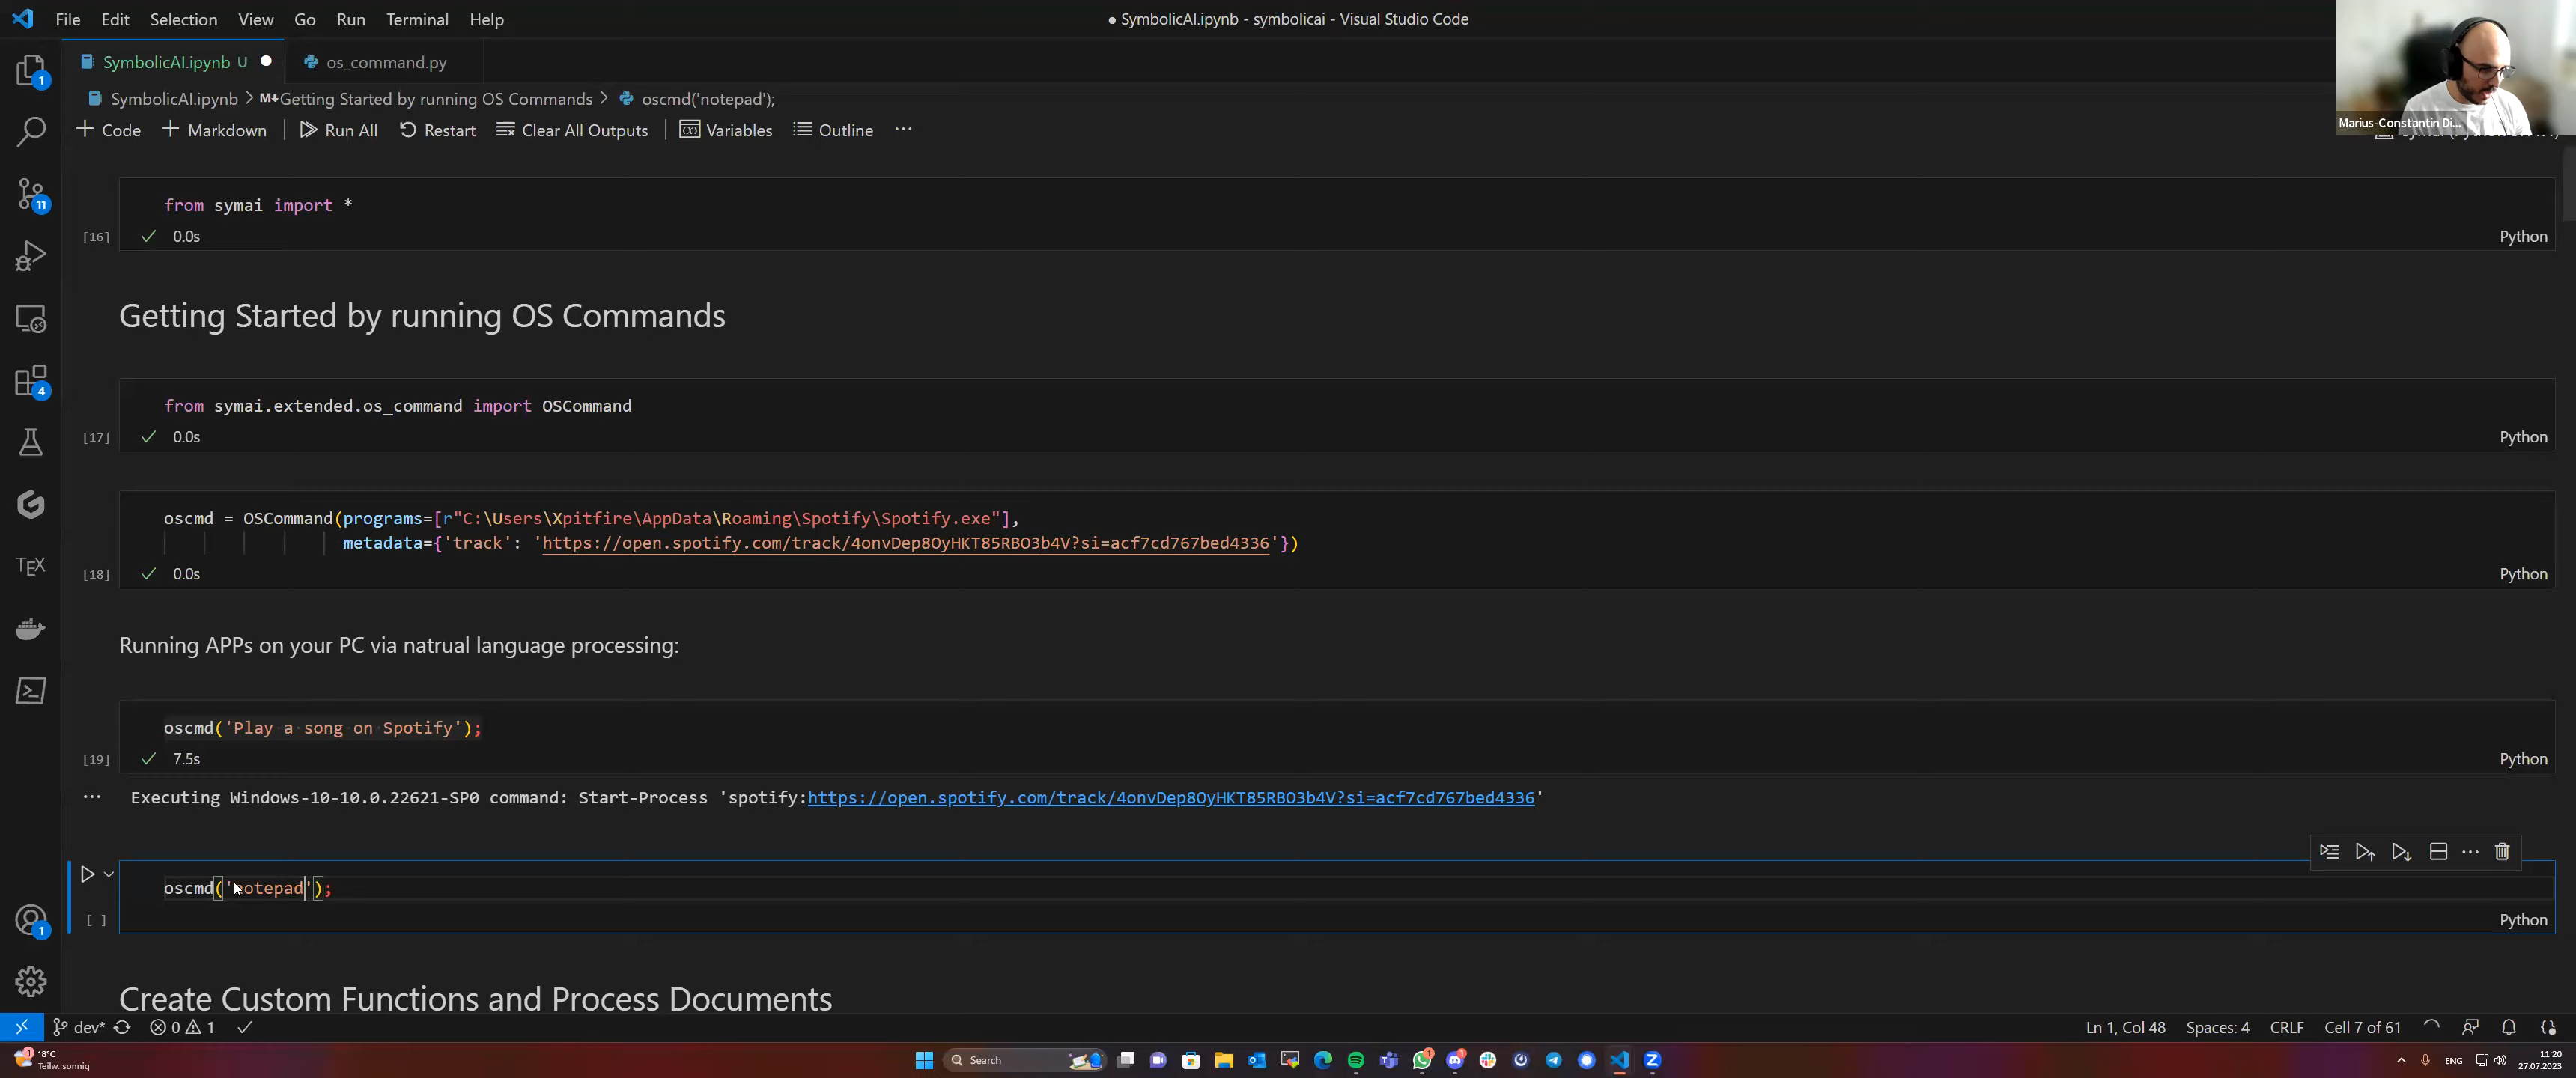 File Edit Selection View Go Run Terminal Help
● SymbolicAI.ipynb - symbolicai - Visual Studio Code
SymbolicAI.ipynb U ● os_command.py
SymbolicAI.ipynb > M↓Getting Started by running OS Commands > oscmd('notepad');
+ Code + Markdown | Run All Restart Clear All Outputs | Variables Outline ···
Marius-Constantin Di...
from symai import *
[16] ✓ 0.0s Python
Getting Started by running OS Commands
from symai.extended.os_command import OSCommand
[17] ✓ 0.0s Python
oscmd = OSCommand(programs=[r"C:\Users\Xpitfire\AppData\Roaming\Spotify\Spotify.exe"],
metadata={'track': 'https://open.spotify.com/track/4onvDep8OyHKT85RBO3b4V?si=acf7cd767bed4336'})
[18] ✓ 0.0s Python
Running APPs on your PC via natrual language processing:
oscmd('Play a song on Spotify');
[19] ✓ 7.5s Python
··· Executing Windows-10-10.0.22621-SP0 command: Start-Process 'spotify:https://open.spotify.com/track/4onvDep8OyHKT85RBO3b4V?si=acf7cd767bed4336'
oscmd('notepad');
[ ] Python
Create Custom Functions and Process Documents
1
11
4
TEX
1
dev* 0 1 Ln 1, Col 48 Spaces: 4 CRLF Cell 7 of 61
1 18°C
Teilw. sonnig
Search
1 1
ENG
11:20
27.07.2023